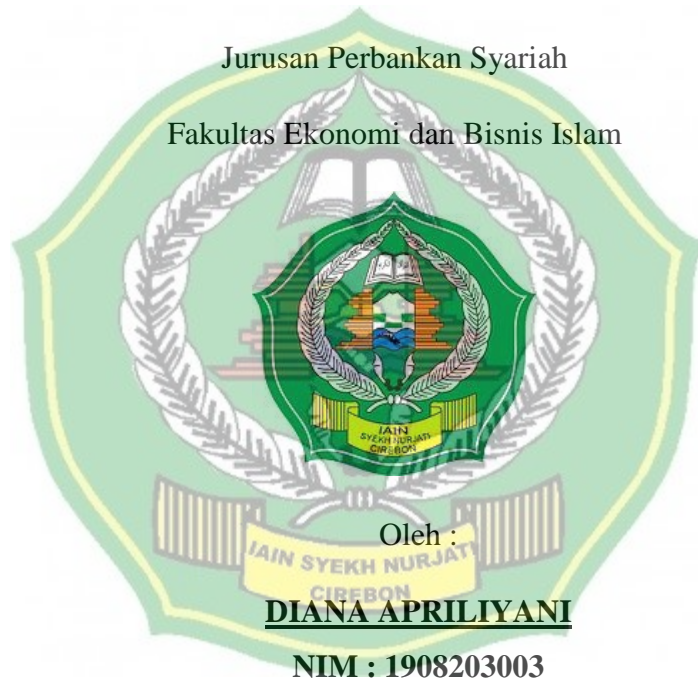 Jurusan Perbankan Syariah
Fakultas Ekonomi dan Bisnis Islam
IAIN
SYEKH NURJATI
CIREBON
Oleh :
IAIN SYEKH NURJATI
CIREBON
DIANA APRILIYANI
NIM : 1908203003